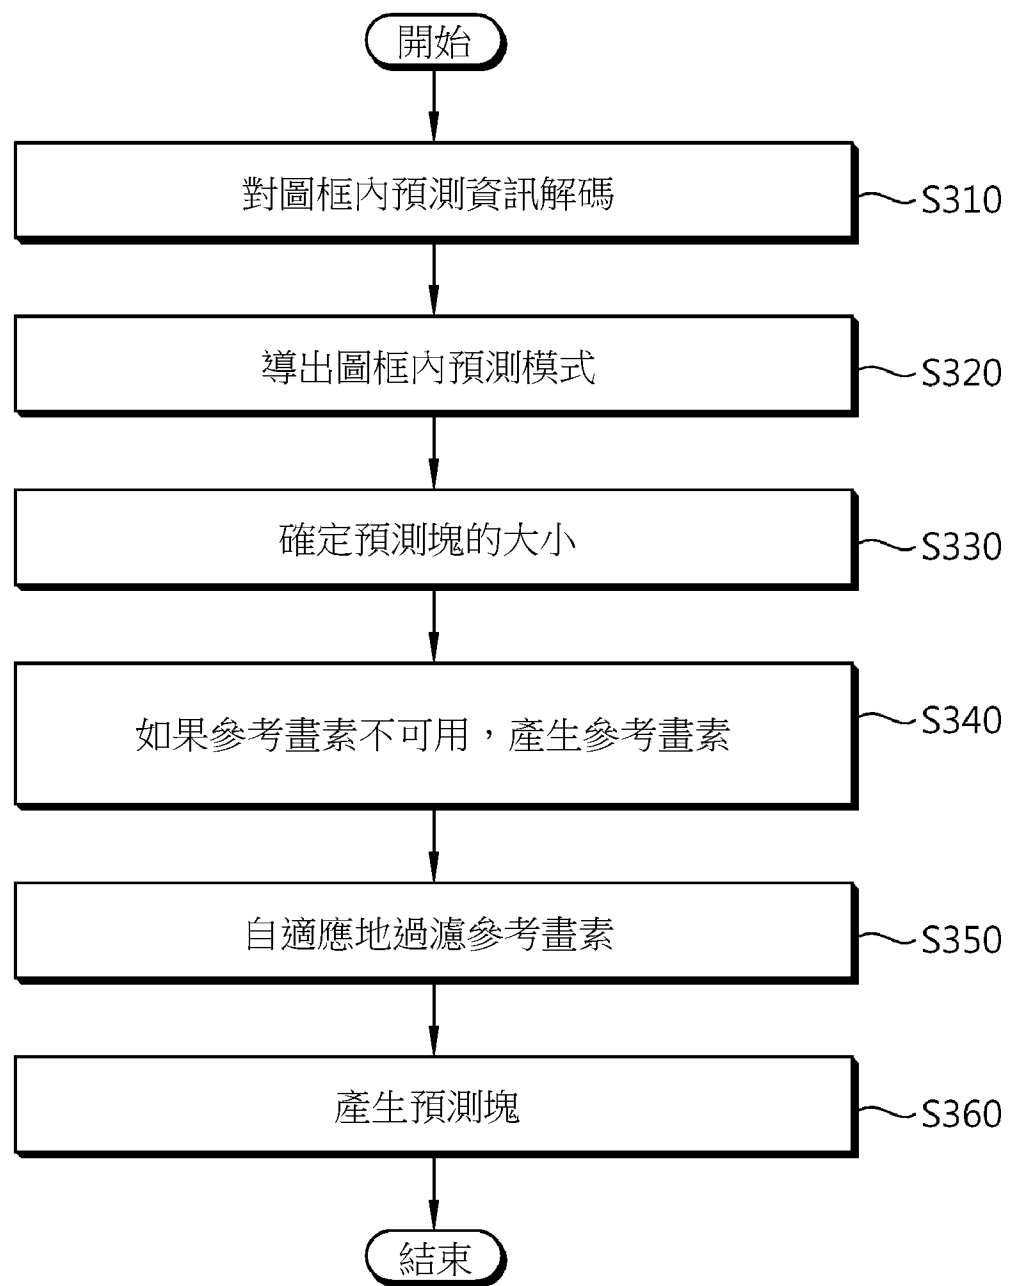 開始
對圖框內預測資訊解碼
S310
導出圖框內預測模式
S320
確定預測塊的大小
S330
如果參考畫素不可用，產生參考畫素
S340
自適應地過濾參考畫素
S350
產生預測塊
S360
結束